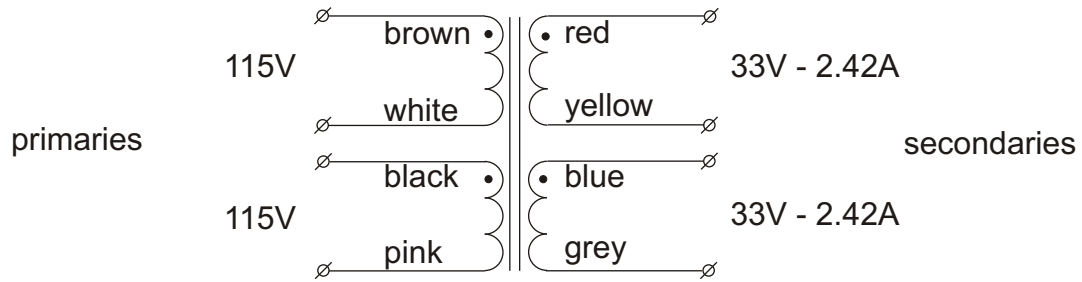 brown
red
115V
33V - 2.42A
white
yellow
primaries
secondaries
black
blue
115V
33V - 2.42A
pink
grey